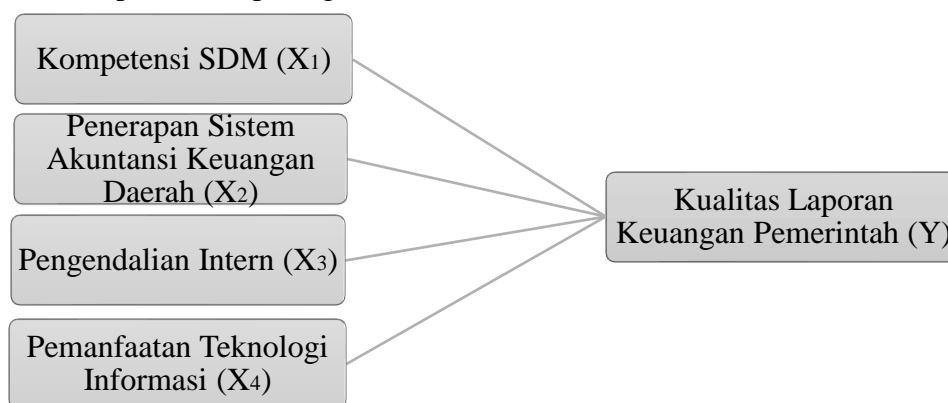 Kompetensi SDM (X1)
Penerapan Sistem
Akuntansi Keuangan
Daerah (X2)
Pengendalian Intern (X3)
Pemanfaatan Teknologi
Informasi (X4)
Kualitas Laporan
Keuangan Pemerintah (Y)